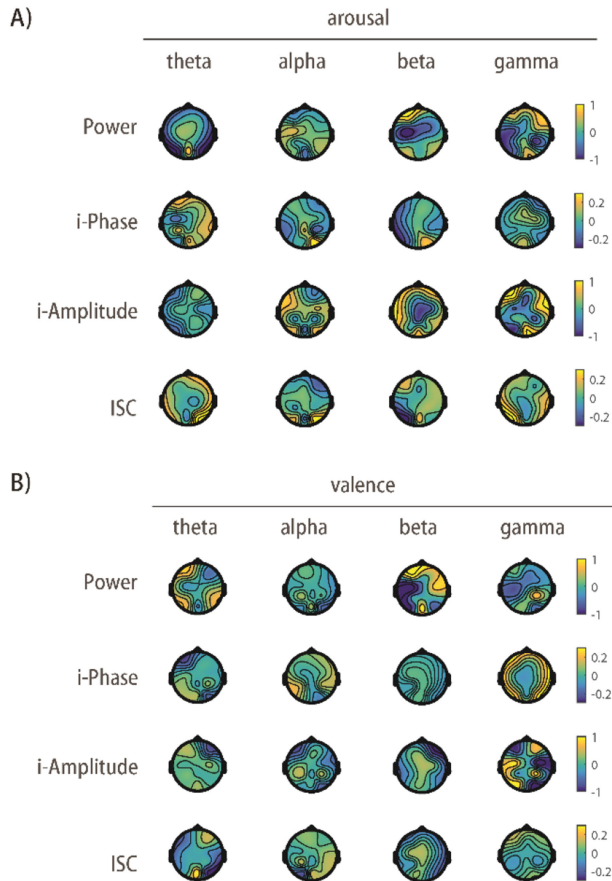 A)
arousal
theta alpha beta gamma
Power
1
0
-1
i-Phase
0.2
0
-0.2
i-Amplitude
1
0
-1
ISC
0.2
0
-0.2
B)
valence
theta alpha beta gamma
Power
1
0
-1
i-Phase
0.2
0
-0.2
i-Amplitude
1
0
-1
ISC
0.2
0
-0.2